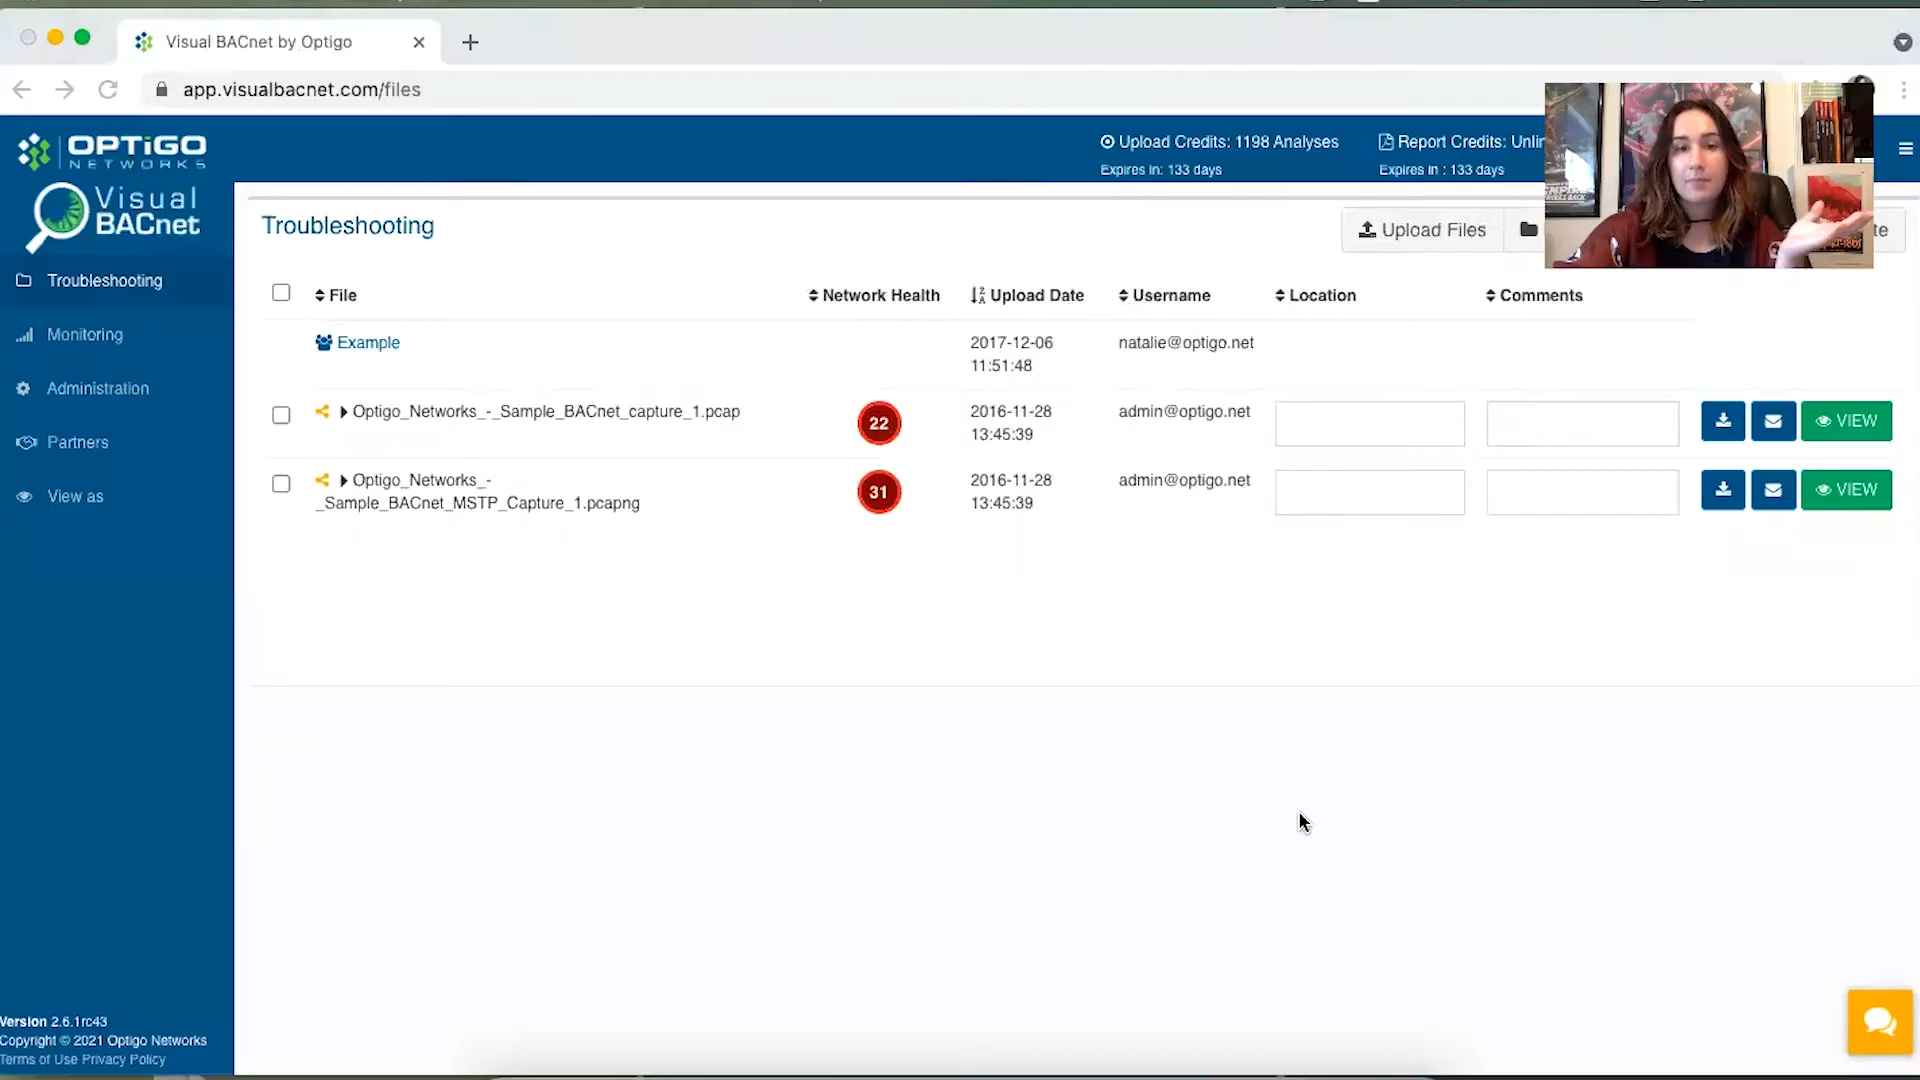 Visual BACnet by Optigo
app.visualbacnet.com/files
OPTiGO
NETWORKS
Visual
BACnet
Upload Credits: 1198 Analyses
Expires in: 133 days
Report Credits:
Expires in : 133 days
Troubleshooting
Monitoring
Administration
Partners
View as
Troubleshooting
Upload Files
File
Network Health
Upload Date
Username
Location
Comments
Example
2017-12-06
11:51:48
natalie@optigo.net
Optigo_Networks_-_Sample_BACnet_capture_1.pcap
22
2016-11-28
13:45:39
admin@optigo.net
VIEW
Optigo_Networks_-
_Sample_BACnet_MSTP_Capture_1.pcapng
31
2016-11-28
13:45:39
admin@optigo.net
VIEW
Version 2.6.1rc43
Copyright © 2021 Optigo Networks
Terms of Use Privacy Policy